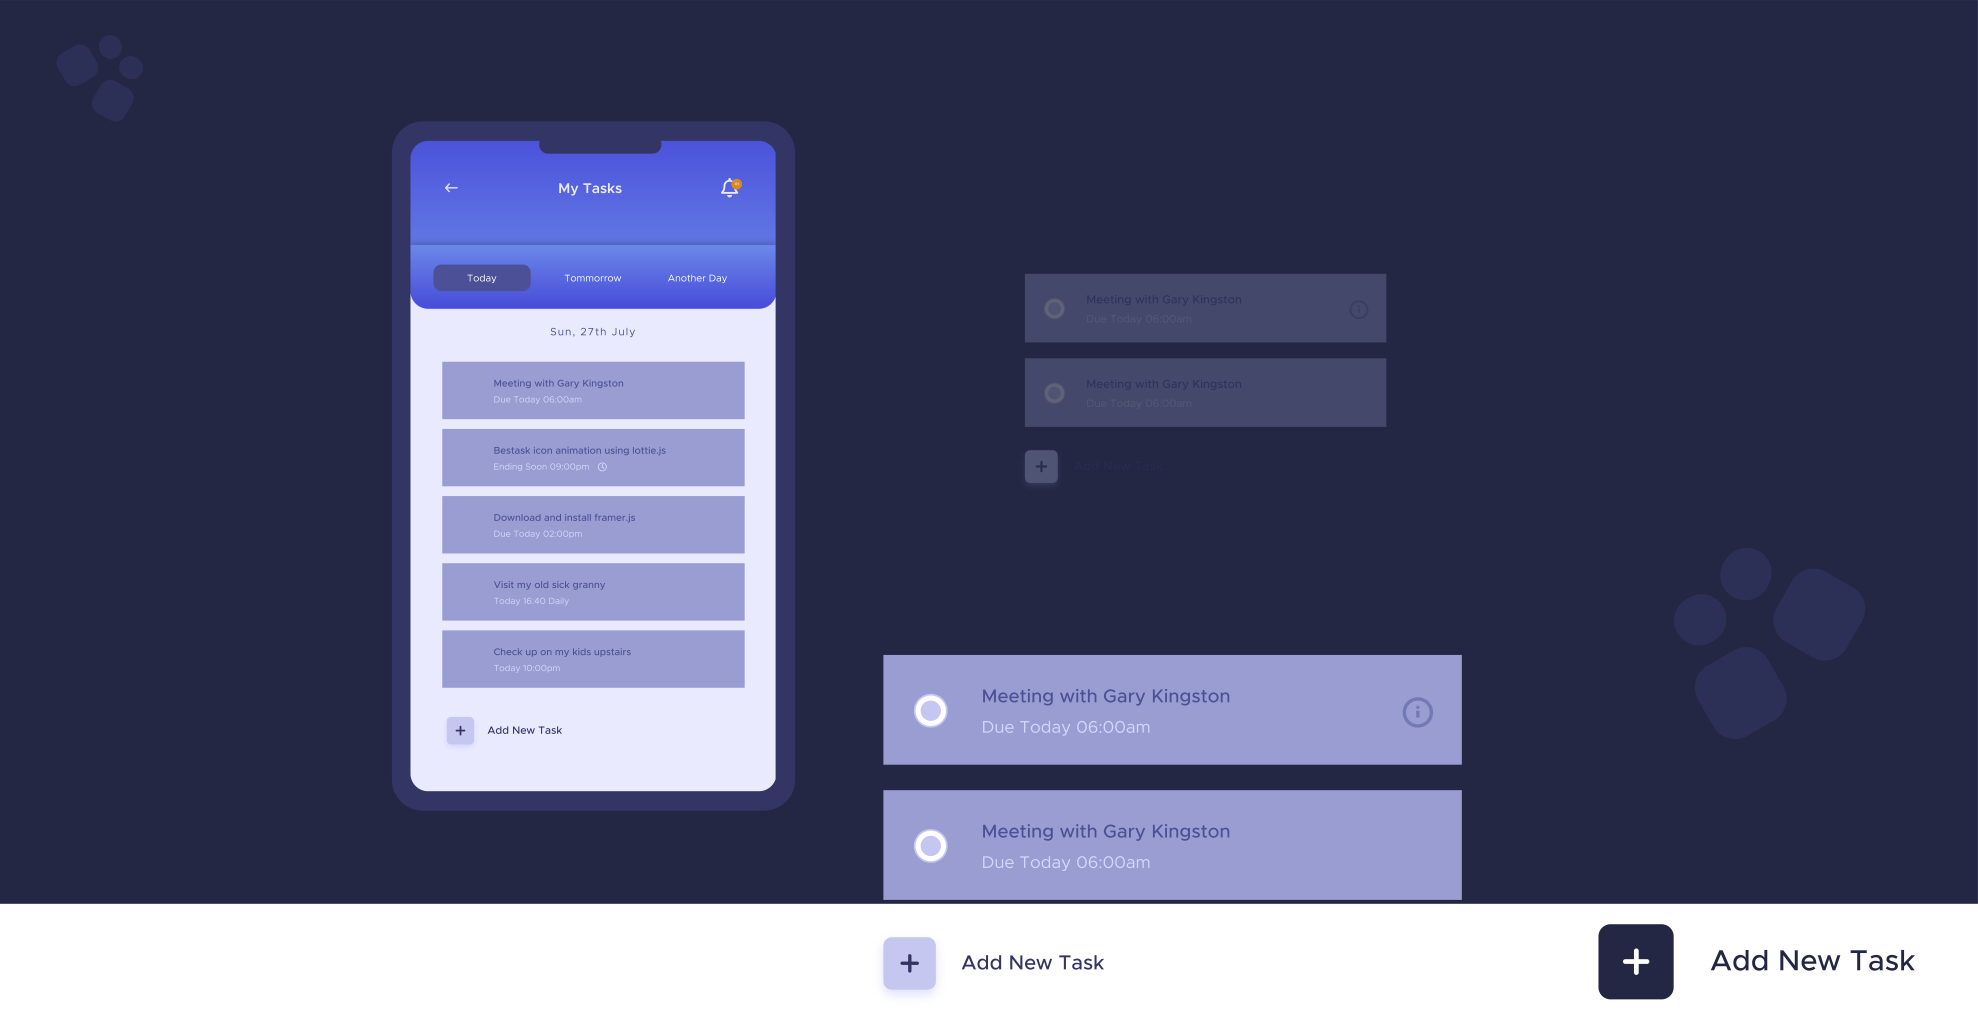 My Tasks
Today
Tommorrow
Another Day
Sun, 27th July
Meeting with Gary Kingston
Due Today 06:00am
Bestask icon animation using lottie.js
Ending Soon 09:00pm
Download and install framer.js
Due Today 02:00pm
Visit my old sick granny
Today 16:40 Daily
Check up on my kids upstairs
Today 10:00pm
Add New Task
Meeting with Gary Kingston
Due Today 06:00am
Meeting with Gary Kingston
Due Today 06:00am
Add New Task
Meeting with Gary Kingston
Due Today 06:00am
Meeting with Gary Kingston
Due Today 06:00am
Add New Task
Add New Task